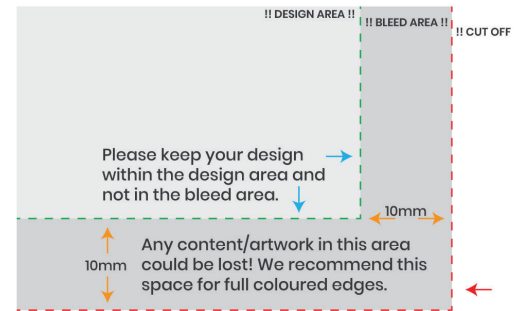 !! DESIGN AREA !!
!! BLEED AREA !!
!! CUT OFF
Please keep your design
within the design area and
not in the bleed area.
10mm
Any content/artwork in this area
10mm
could be lost! We recommend this
space for full coloured edges.